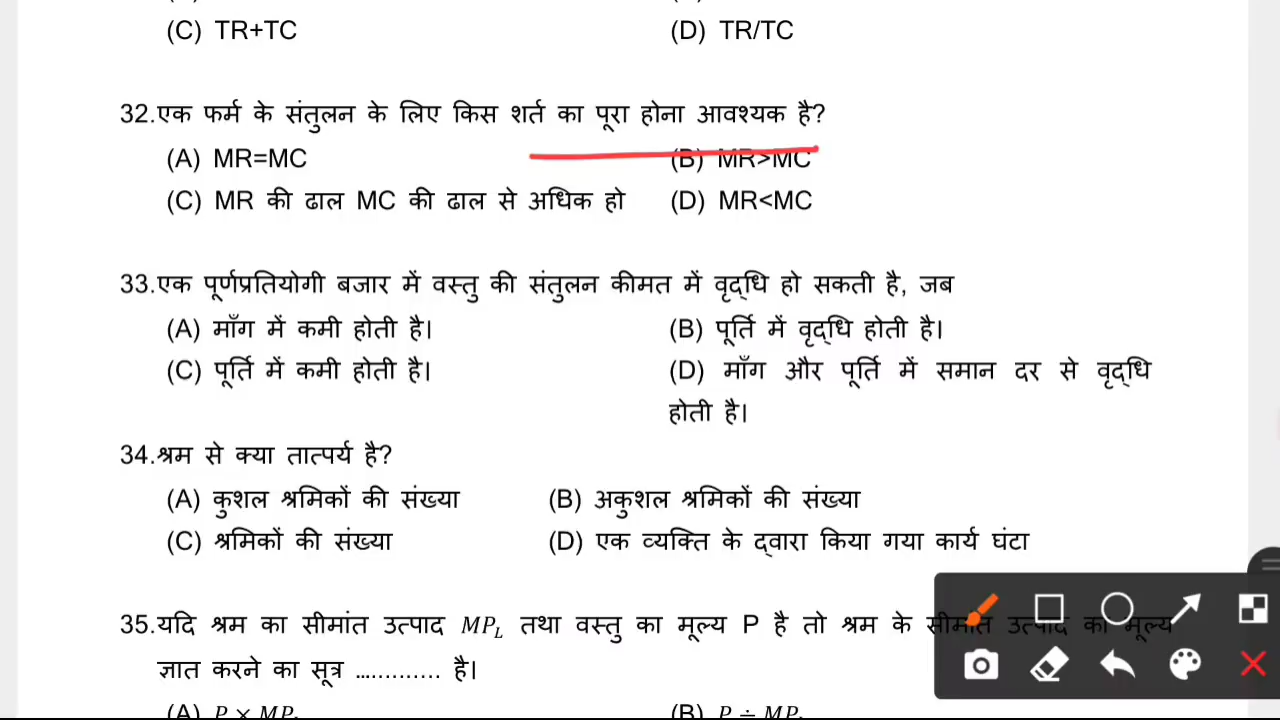 (C) TR+TC (D) TR/TC
32.एक फर्म के संतुलन के लिए किस शर्त का पूरा होना आवश्यक है?
(A) MR=MC (B) MR>MC
(C) MR की ढाल MC की ढाल से अधिक हो (D) MR<MC
33.एक पूर्णप्रतियोगी बजार में वस्तु की संतुलन कीमत में वृद्धि हो सकती है, जब
(A) माँग में कमी होती है। (B) पूर्ति में वृद्धि होती है।
(C) पूर्ति में कमी होती है। (D) माँग और पूर्ति में समान दर से वृद्धि
होती है।
34.श्रम से क्या तात्पर्य है?
(A) कुशल श्रमिकों की संख्या (B) अकुशल श्रमिकों की संख्या
(C) श्रमिकों की संख्या (D) एक व्यक्ति के द्वारा किया गया कार्य घंटा
35.यदि श्रम का सीमांत उत्पाद MP_L तथा वस्तु का मूल्य P है तो श्रम के सीमांत उत्पाद का मूल्य
ज्ञात करने का सूत्र ........... है।
(A) P × MP (B) P ÷ MP